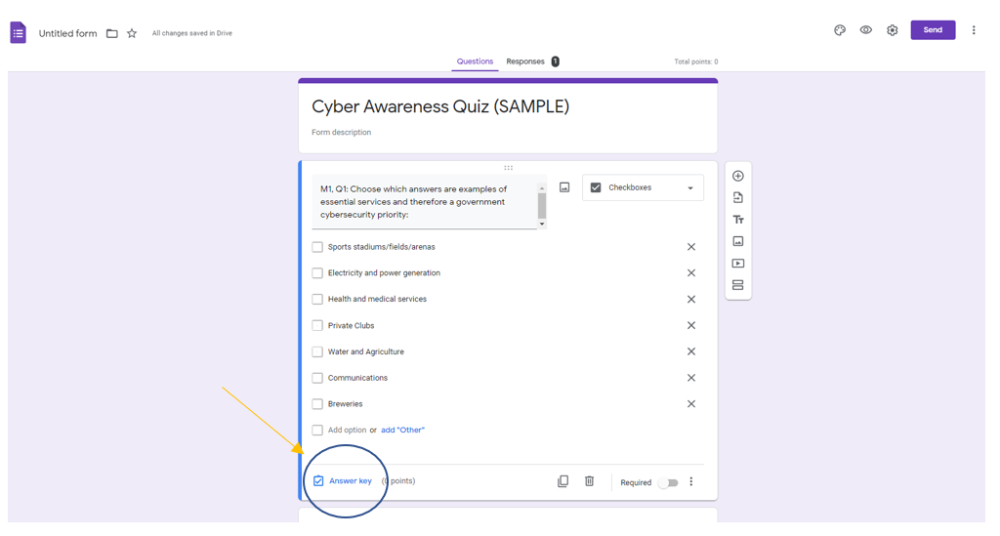 Untitled form
All changes saved in Drive
Send
Questions
Responses 1
Total points: 0
Cyber Awareness Quiz (SAMPLE)
Form description
M1, Q1: Choose which answers are examples of
essential services and therefore a government
cybersecurity priority:
Checkboxes
Sports stadiums/fields/arenas
Electricity and power generation
Health and medical services
Private Clubs
Water and Agriculture
Communications
Breweries
Add option or add "Other"
Answer key (0 points)
Required